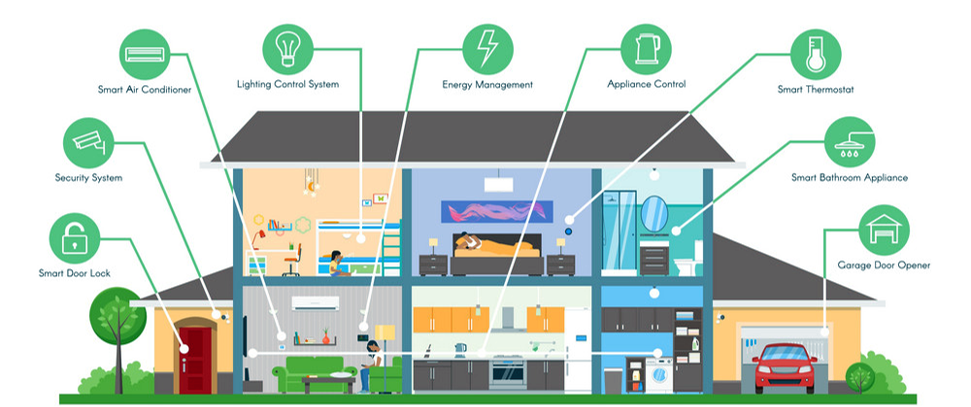 Smart Air Conditioner
Lighting Control System
Energy Management
Appliance Control
Smart Thermostat
Security System
Smart Bathroom Appliance
Smart Door Lock
Garage Door Opener